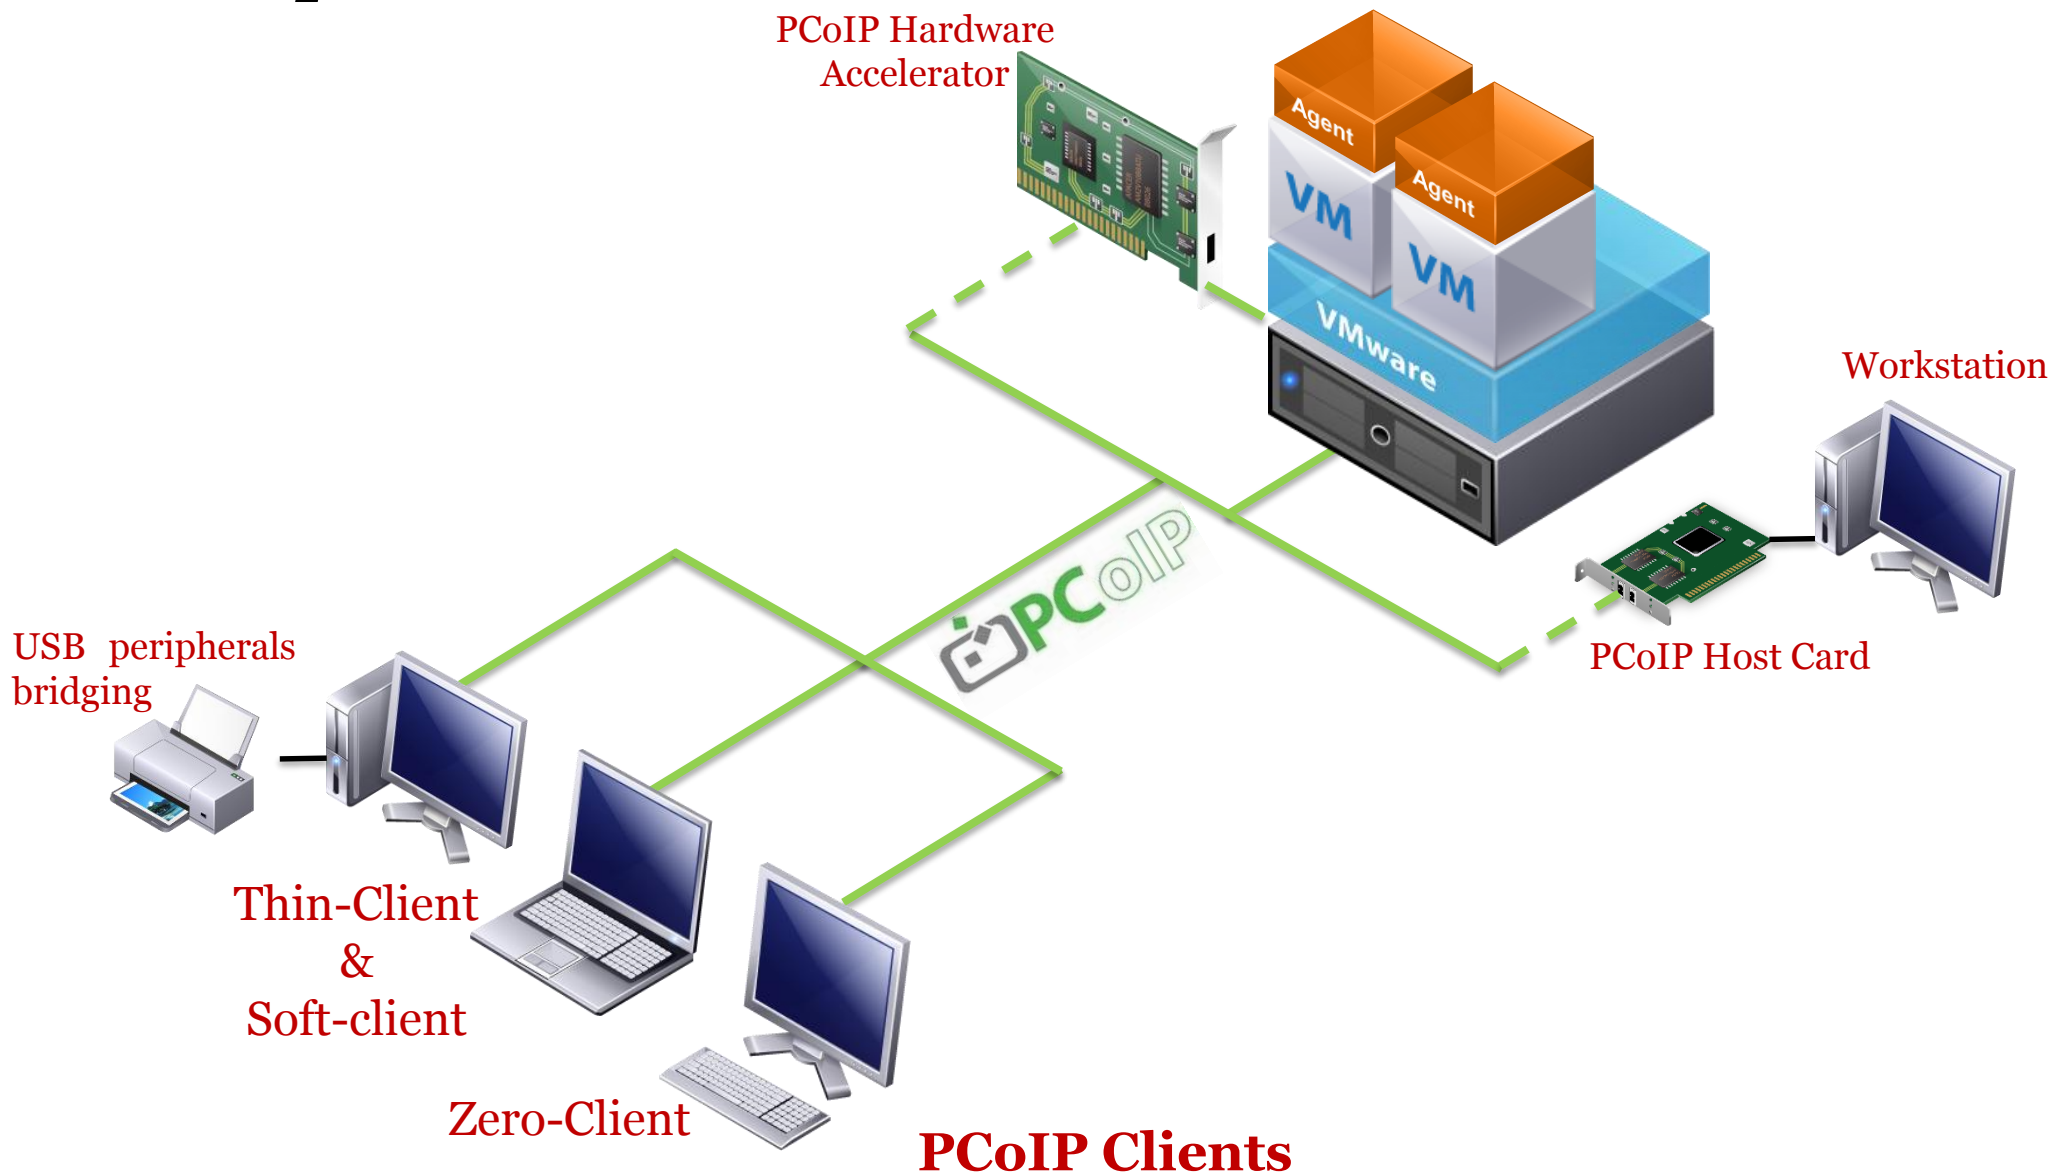 PCoIP Hardware
Accelerator
Agent
Agent
VM
VM
VMware
Workstation
PCoIP
PCoIP Host Card
USB peripherals
bridging
Thin-Client
&
Soft-client
Zero-Client
PCoIP Clients